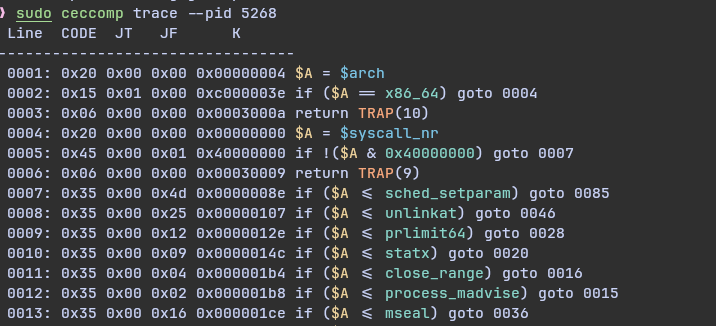 ❯ sudo ceccomp trace --pid 5268
Line CODE JT JF K
----------------------------------
0001: 0x20 0x00 0x00 0x00000004 $A = $arch
0002: 0x15 0x01 0x00 0xc000003e if ($A == x86_64) goto 0004
0003: 0x06 0x00 0x00 0x0003000a return TRAP(10)
0004: 0x20 0x00 0x00 0x00000000 $A = $syscall_nr
0005: 0x45 0x00 0x01 0x40000000 if !($A & 0x40000000) goto 0007
0006: 0x06 0x00 0x00 0x00030009 return TRAP(9)
0007: 0x35 0x00 0x4d 0x0000008e if ($A <= sched_setparam) goto 0085
0008: 0x35 0x00 0x25 0x00000107 if ($A <= unlinkat) goto 0046
0009: 0x35 0x00 0x12 0x0000012e if ($A <= prlimit64) goto 0028
0010: 0x35 0x00 0x09 0x0000014c if ($A <= statx) goto 0020
0011: 0x35 0x00 0x04 0x000001b4 if ($A <= close_range) goto 0016
0012: 0x35 0x00 0x02 0x000001b8 if ($A <= process_madvise) goto 0015
0013: 0x35 0x00 0x16 0x000001ce if ($A <= mseal) goto 0036